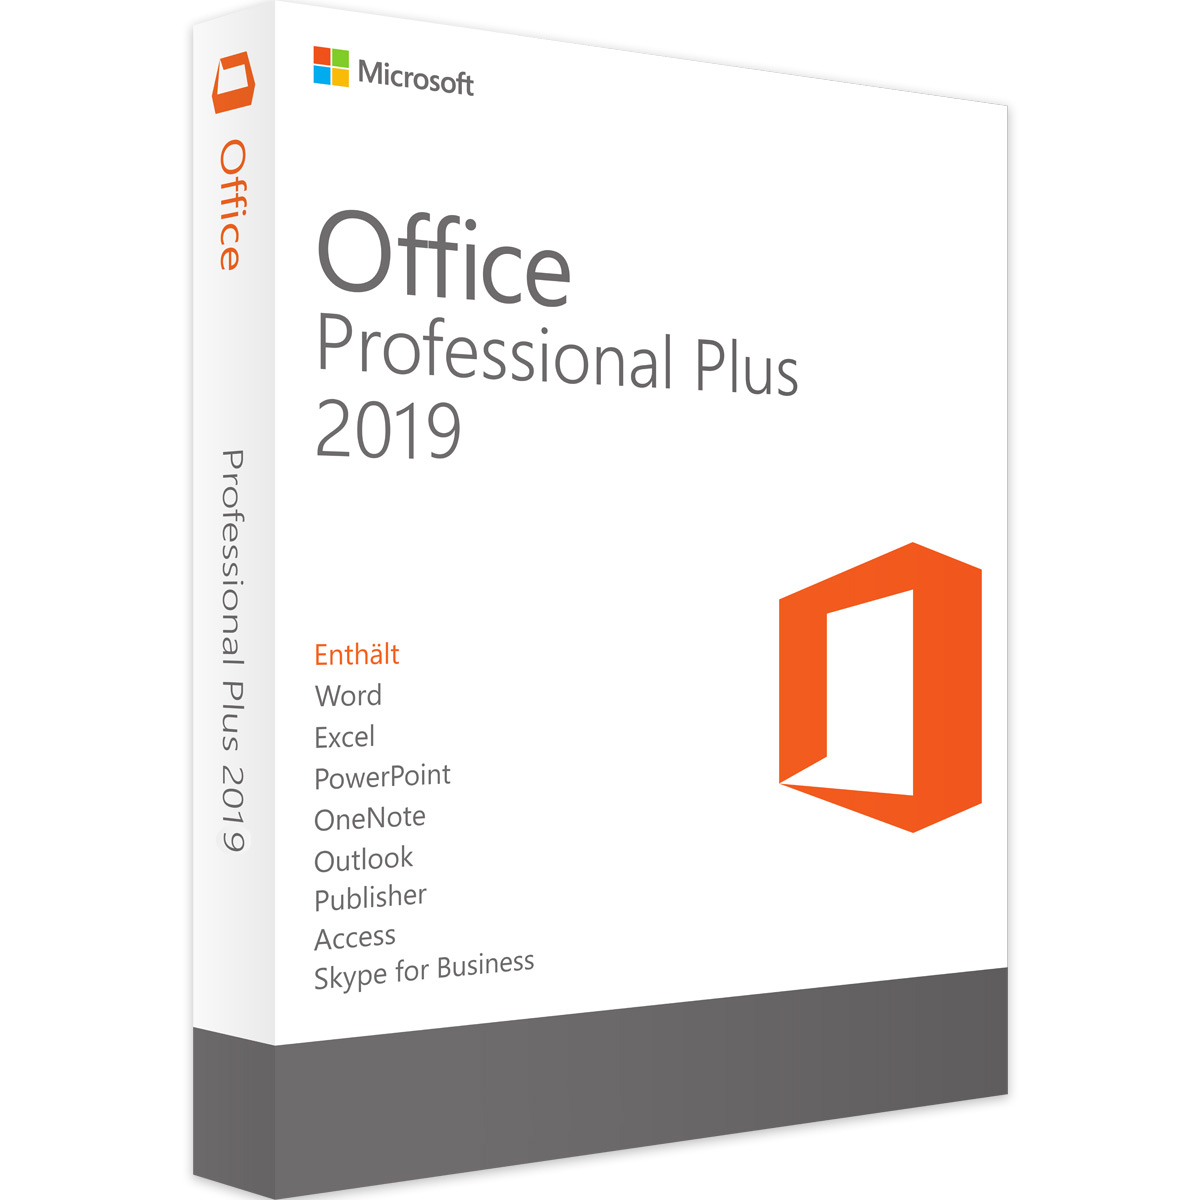 Office
Professional Plus 2019
Microsoft
Office
Professional Plus
2019
Enthält
Word
Excel
PowerPoint
OneNote
Outlook
Publisher
Access
Skype for Business